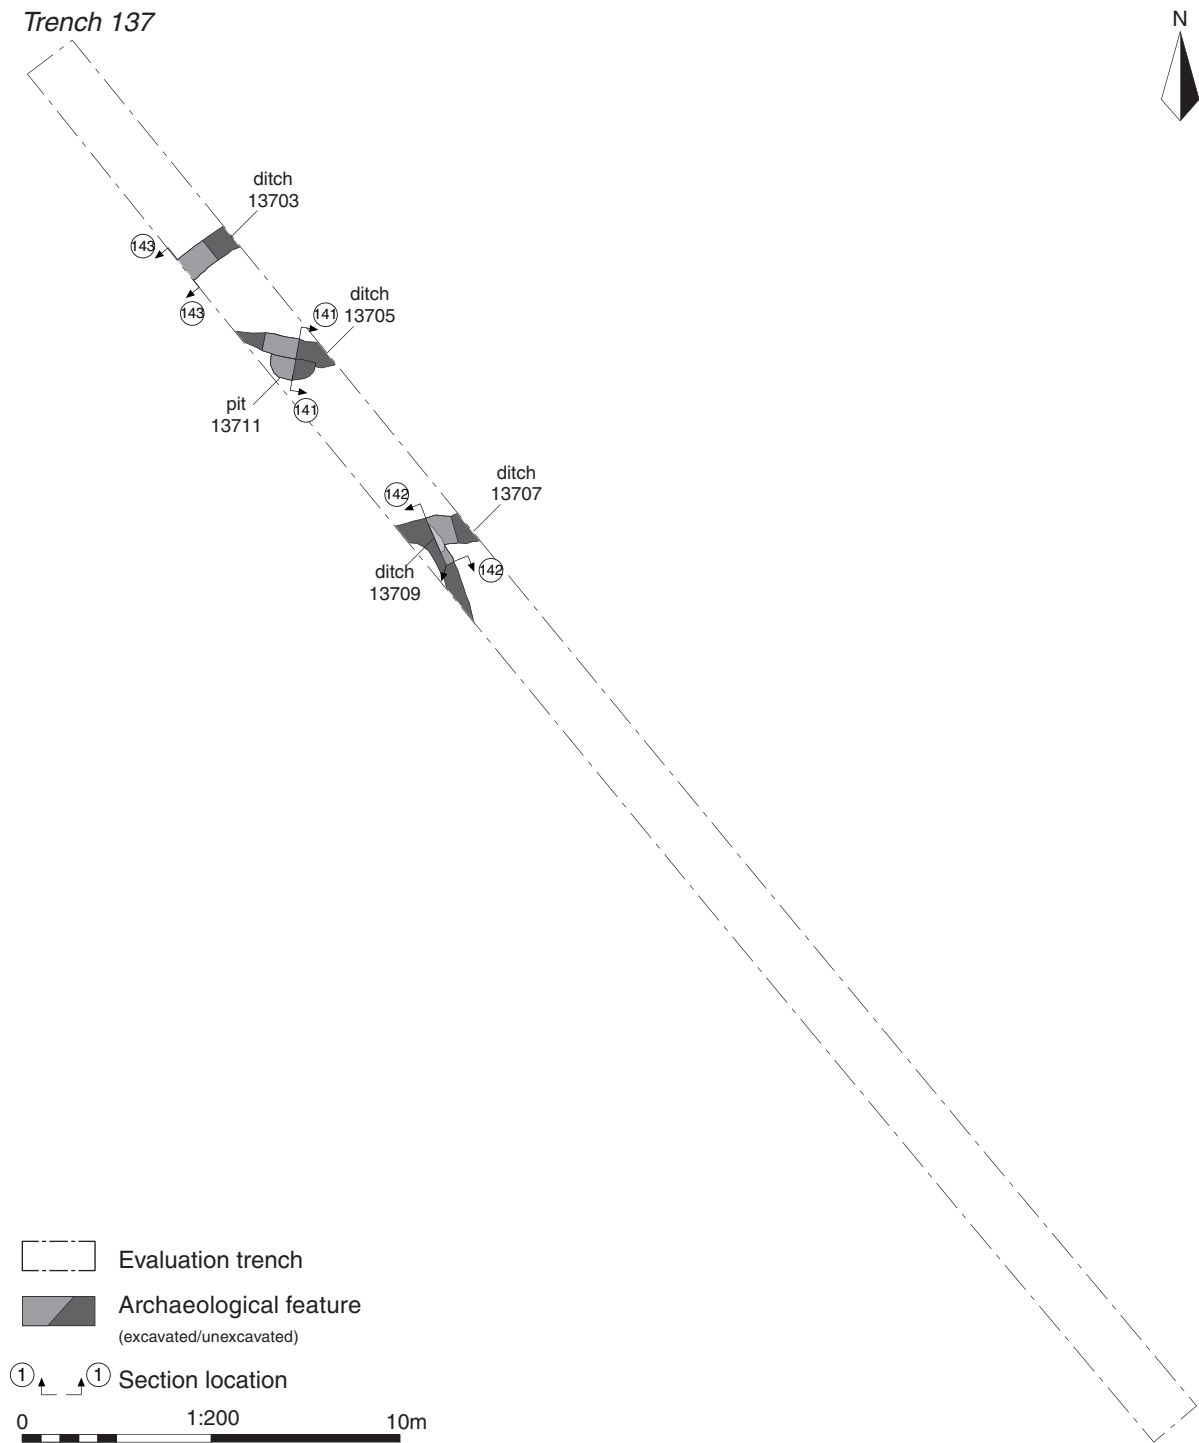 Trench 137
N
ditch
13703
143
143
ditch
13705
141
pit
13711
141
ditch
13707
142
ditch
13709
142
Evaluation trench
Archaeological feature
(excavated/unexcavated)
1 1 Section location
0 1:200 10m